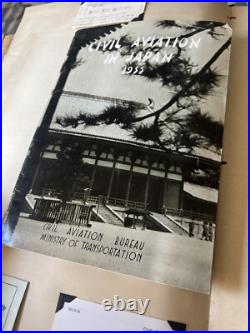 CIVIL AVIATION
IN JAPAN
1955
CIVIL AVIATION BUREAU
MINISTRY OF TRANSPORTATION